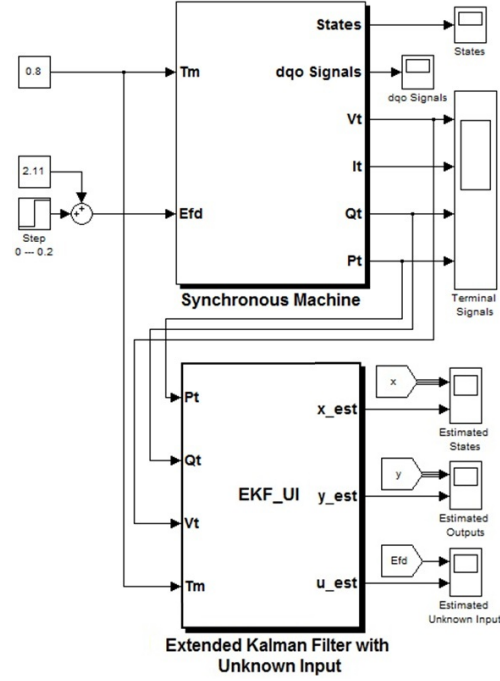 States
States
0.8
Tm
dqo Signals
dqo Signals
Vt
It
2.11
Efd
Qt
Step
0 --- 0.2
Pt
Terminal
Signals
Synchronous Machine
Pt
x
x_est
Estimated
States
Qt
y
EKF_UI
y_est
Estimated
Outputs
Vt
Efd
Tm
u_est
Estimated
Unknown Input
Extended Kalman Filter with
Unknown Input